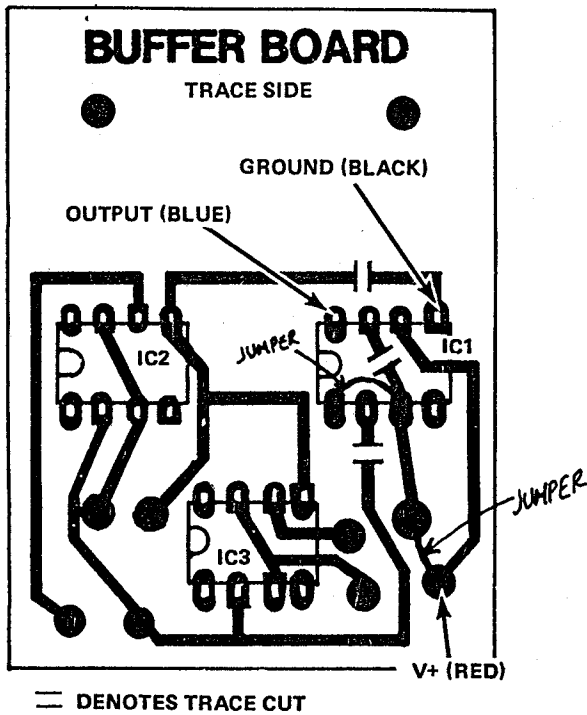 BUFFER BOARD
TRACE SIDE
GROUND (BLACK)
OUTPUT (BLUE)
JUMPER
IC2
IC1
JUMPER
IC3
V+ (RED)
DENOTES TRACE CUT